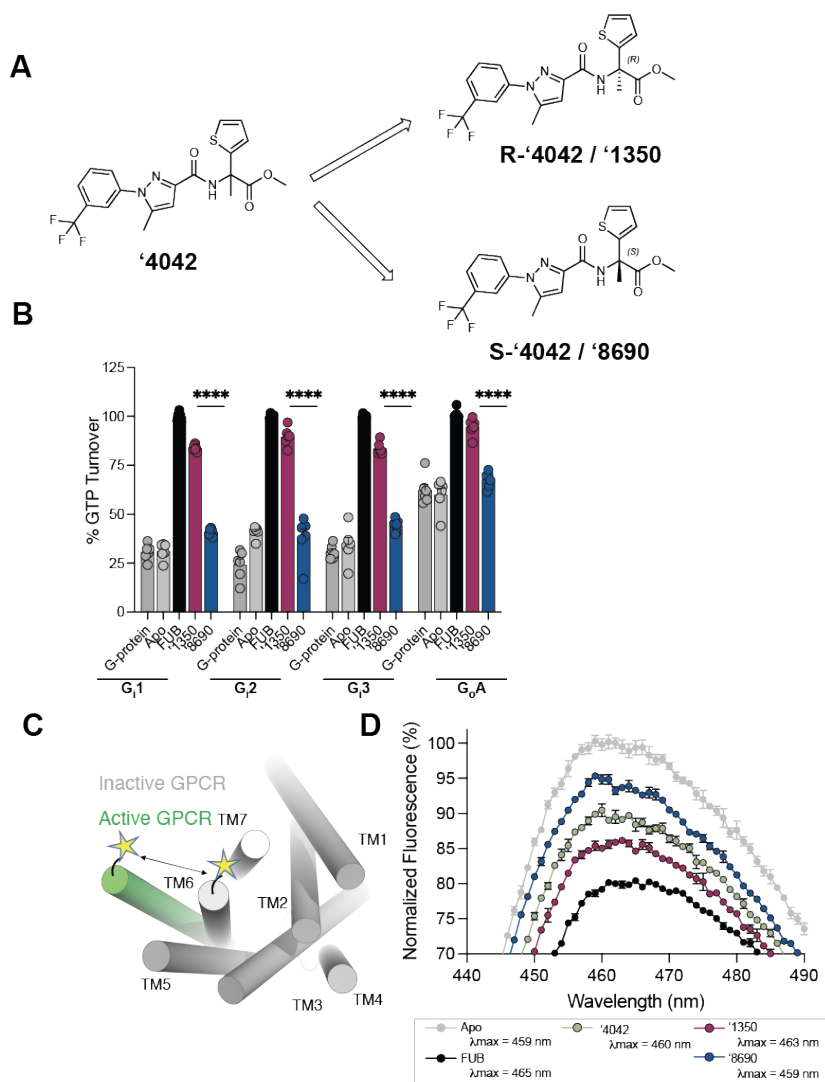 A
S
(R)
O
N
N
N
H
O
O
F
F
F
R-‘4042 / ‘1350
S
O
N
N
N
H
O
O
F
F
F
‘4042
S
(S)
O
N
N
N
H
O
O
F
F
F
S-‘4042 / ‘8690
B
% GTP Turnover
125
100
75
50
25
0
**** **** **** ****
G-protein Apo FUB '1350 '8690 G-protein Apo FUB '1350 '8690 G-protein Apo FUB '1350 '8690 G-protein Apo FUB '1350 '8690
Gi1 Gi2 Gi3 GoA
C
Inactive GPCR
Active GPCR
TM7
TM1
TM6
TM2
TM5
TM3
TM4
D
Normalized Fluorescence (%)
100
95
90
85
80
75
70
440 450 460 470 480 490
Wavelength (nm)
Apo
λmax = 459 nm
FUB
λmax = 465 nm
'4042
λmax = 460 nm
'1350
λmax = 463 nm
'8690
λmax = 459 nm